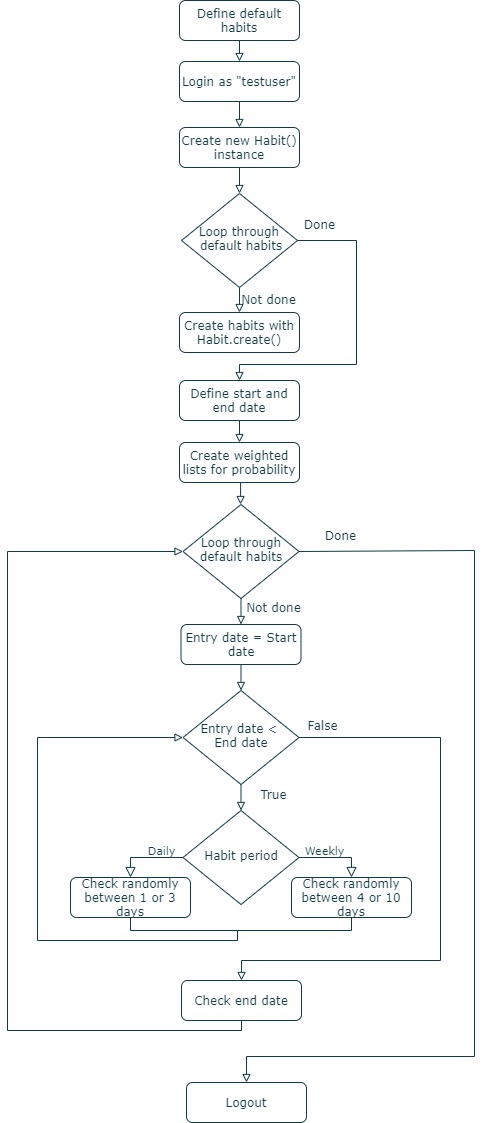 Define default
habits
Login as "testuser"
Create new Habit()
instance
Done
Loop through
default habits
Not done
Create habits with
Habit.create()
Define start and
end date
Create weighted
lists for probability
Done
Loop through
default habits
Not done
Entry date = Start
date
False
Entry date <
End date
True
Daily
Habit period
Weekly
Check randomly
between 1 or 3
days
Check randomly
between 4 or 10
days
Check end date
Logout